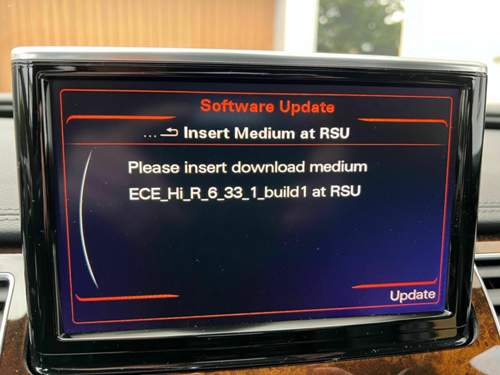 Software Update
... Insert Medium at RSU
Please insert download medium
ECE_Hi_R_6_33_1_build1 at RSU
Update